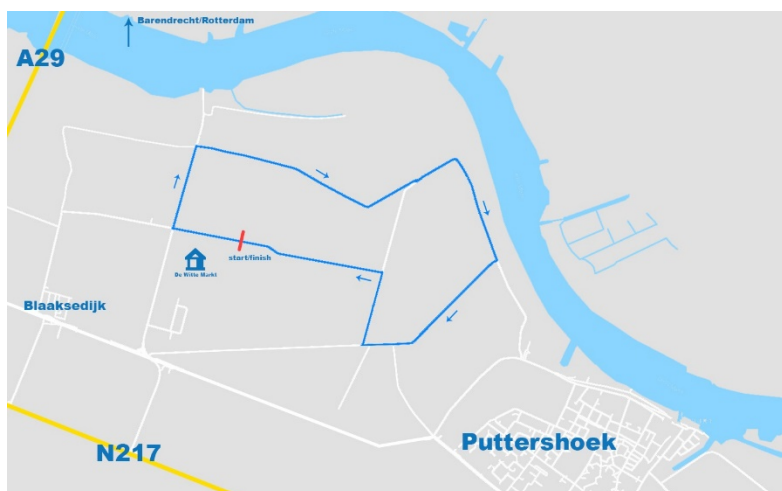 Barendrecht/Rotterdam
A29
start/finish
De Witte Markt
Blaaksedijk
Puttershoek
N217